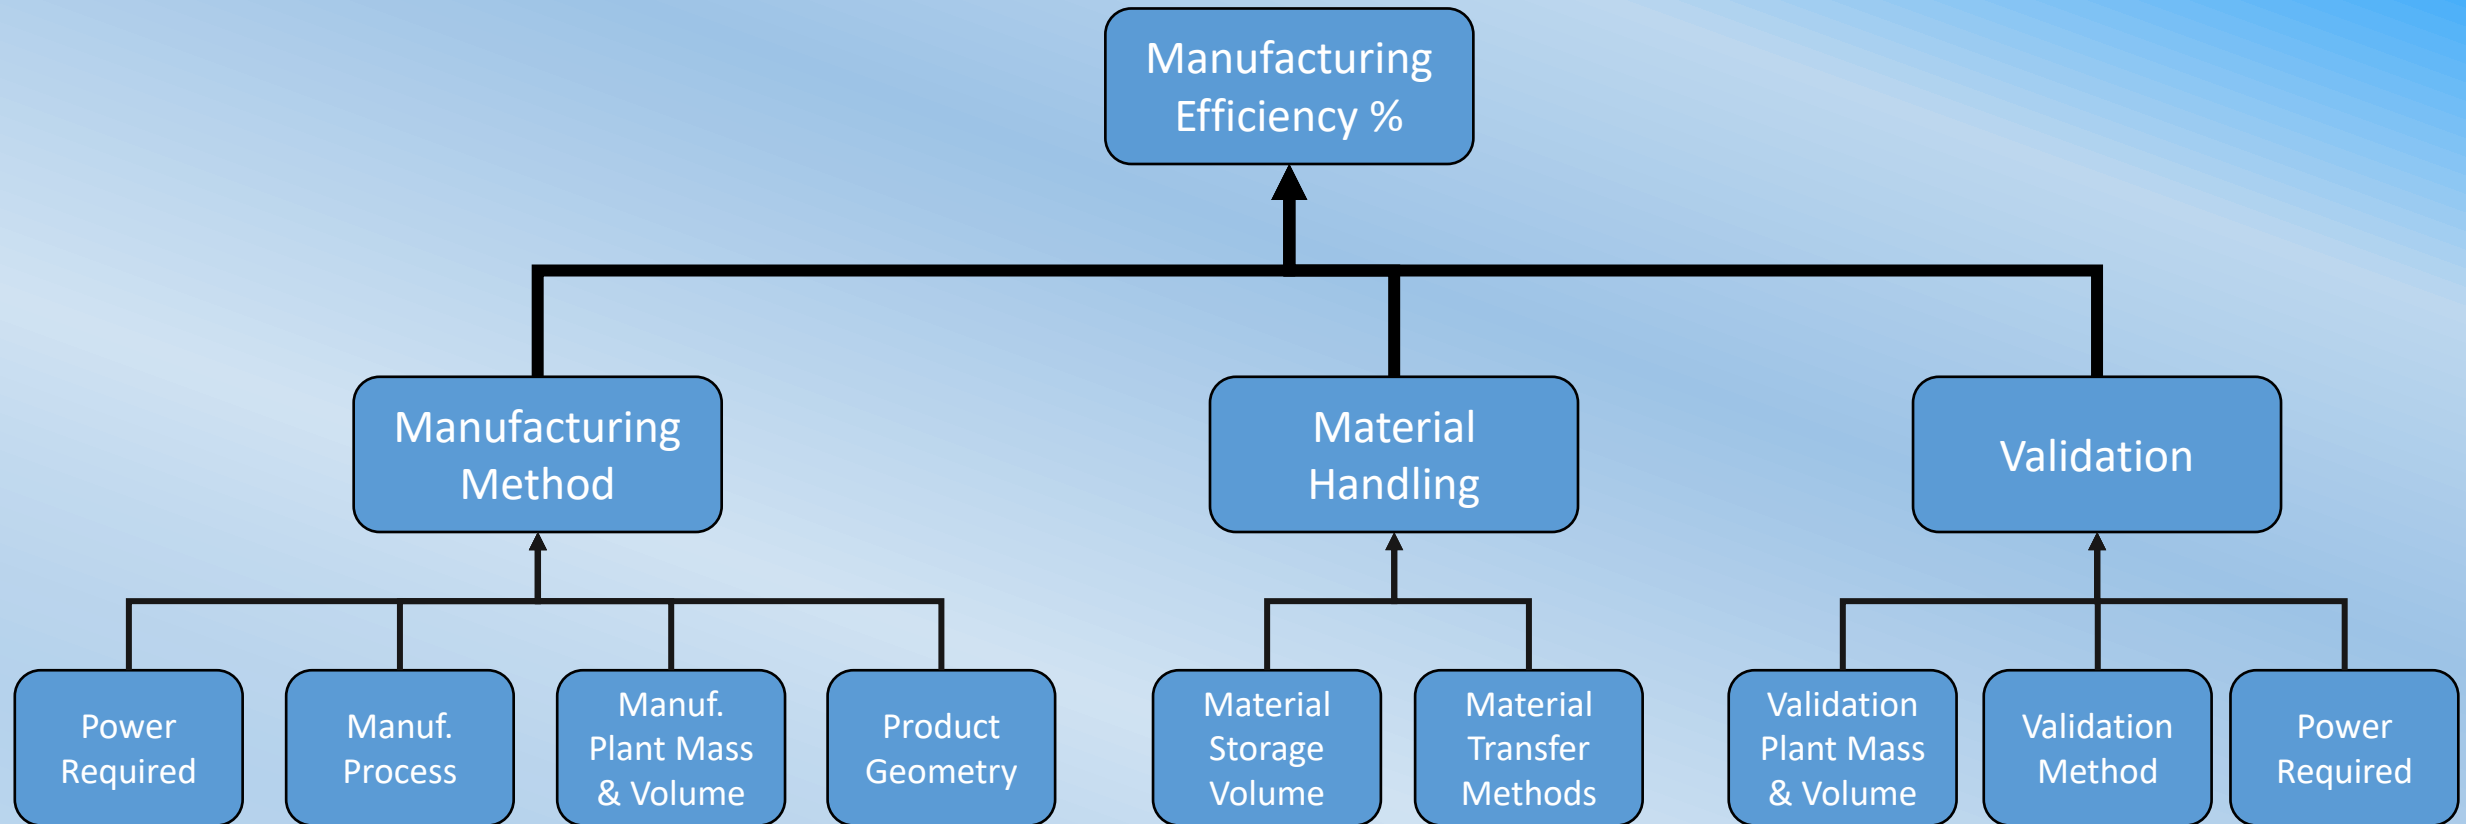 Manufacturing
Efficiency %
Manufacturing
Method
Material
Handling
Validation
Power
Required
Manuf.
Process
Manuf.
Plant Mass
& Volume
Product
Geometry
Material
Storage
Volume
Material
Transfer
Methods
Validation
Plant Mass
& Volume
Validation
Method
Power
Required